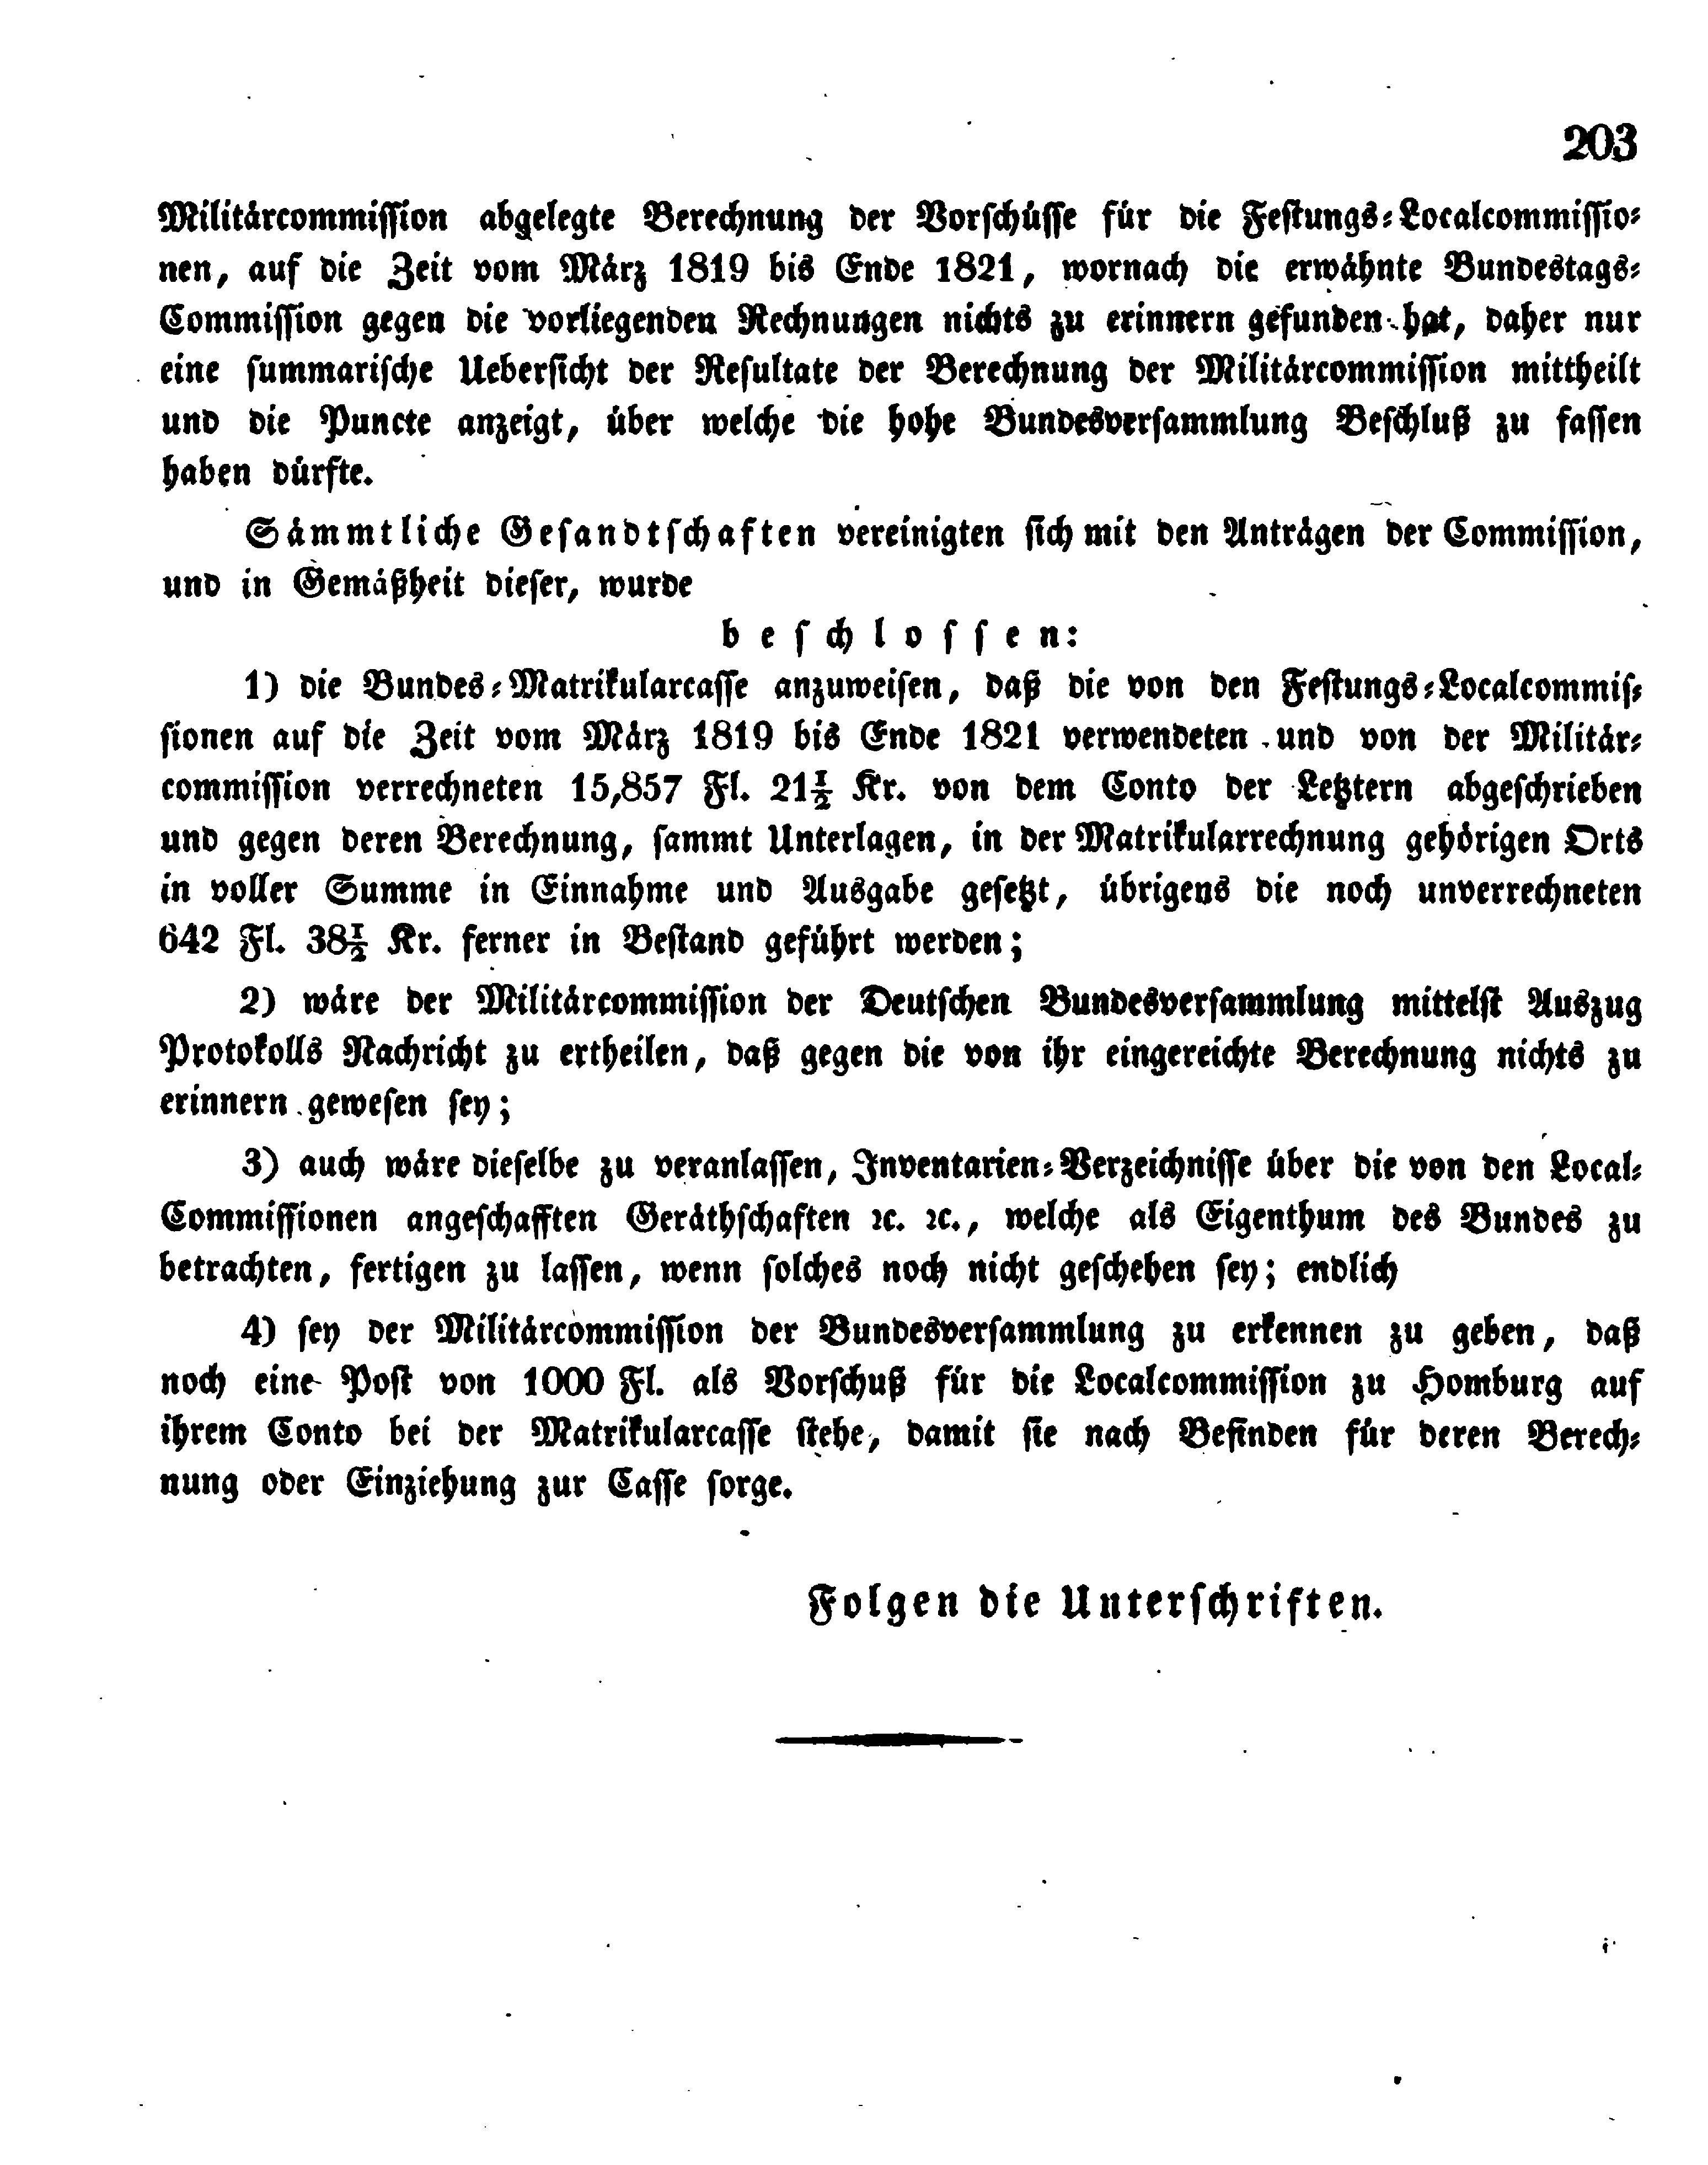 203
Militärcommission abgelegte Berechnung der Vorschüsse für die Festungs-Localcommissio-
nen, auf die Zeit vom März 1819 bis Ende 1821, wornach die erwähnte Bundestags-
Commission gegen die vorliegenden Rechnungen nichts zu erinnern gefunden hat, daher nur
eine summarische Uebersicht der Resultate der Berechnung der Militärcommission mittheilt
und die Puncte anzeigt, über welche die hohe Bundesversammlung Beschluß zu fassen
haben dürfte.
Sämmtliche Gesandtschaften vereinigten sich mit den Anträgen der Commission,
und in Gemäßheit dieser, wurde
beschlossen:
1) die Bundes-Matrikularcasse anzuweisen, daß die von den Festungs-Localcommis-
sionen auf die Zeit vom März 1819 bis Ende 1821 verwendeten und von der Militär-
commission verrechneten 15,857 Fl. 21½ Kr. von dem Conto der Letztern abgeschrieben
und gegen deren Berechnung, sammt Unterlagen, in der Matrikularrechnung gehörigen Orts
in voller Summe in Einnahme und Ausgabe gesetzt, übrigens die noch unverrechneten
642 Fl. 38½ Kr. ferner in Bestand geführt werden;
2) wäre der Militärcommission der Deutschen Bundesversammlung mittelst Auszug
Protokolls Nachricht zu ertheilen, daß gegen die von ihr eingereichte Berechnung nichts zu
erinnern gewesen sey;
3) auch wäre dieselbe zu veranlassen, Inventarien-Verzeichnisse über die von den Local-
Commissionen angeschafften Geräthschaften ꝛc. ꝛc., welche als Eigenthum des Bundes zu
betrachten, fertigen zu lassen, wenn solches noch nicht geschehen sey; endlich
4) sey der Militärcommission der Bundesversammlung zu erkennen zu geben, daß
noch eine Post von 1000 Fl. als Vorschuß für die Localcommission zu Homburg auf
ihrem Conto bei der Matrikularcasse stehe, damit sie nach Befinden für deren Berech-
nung oder Einziehung zur Casse sorge.
Folgen die Unterschriften.